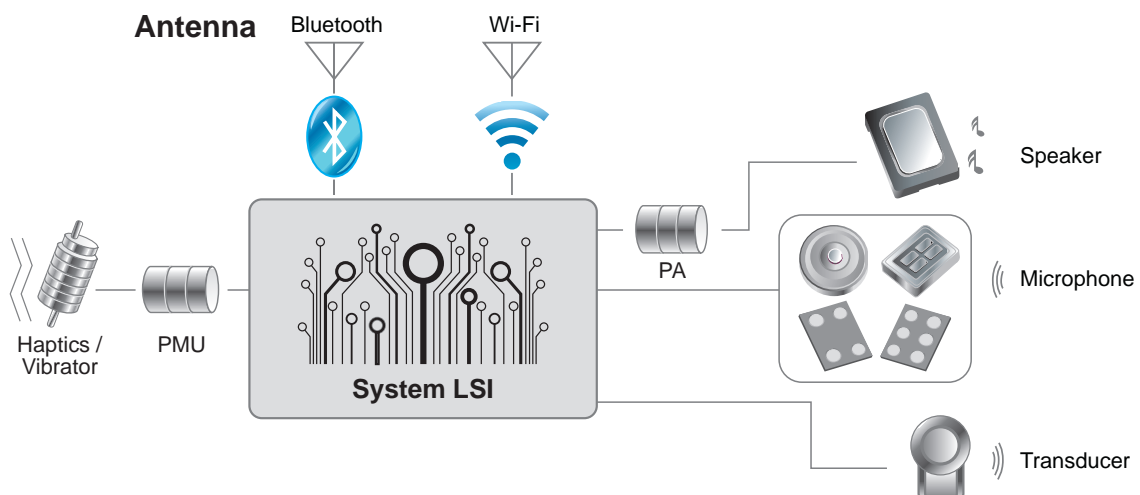 Antenna
Bluetooth
Wi-Fi
Speaker
PA
Microphone
Haptics /
Vibrator
PMU
System LSI
Transducer